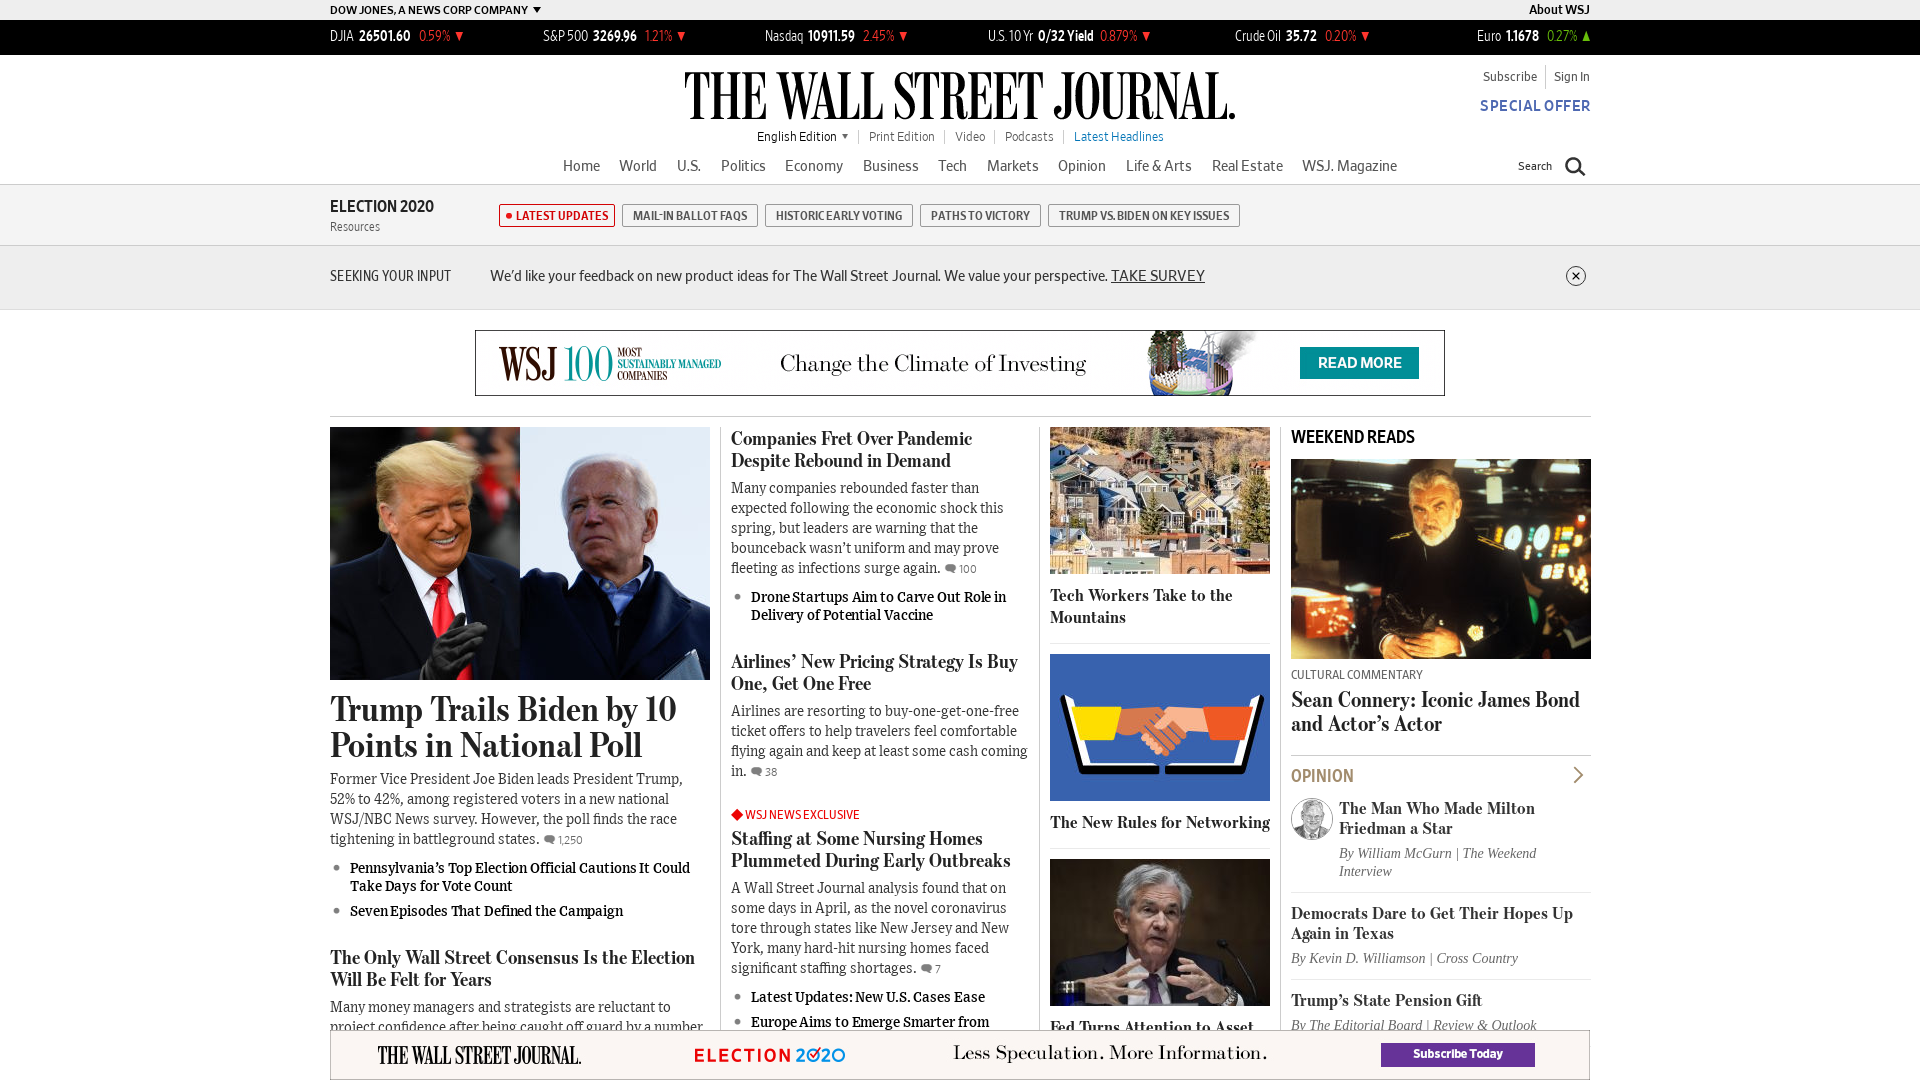 DOW JONES, A NEWS CORP COMPANY
About WSJ
DJIA 26501.60 0.59%
S&P 500 3269.96 1.21%
Nasdaq 10911.59 2.45%
U.S. 10 Yr 0/32 Yield 0.879%
Crude Oil 35.72 0.20%
Euro 1.1678 0.27%
THE WALL STREET JOURNAL.
Subscribe
Sign In
SPECIAL OFFER
English Edition
Print Edition
Video
Podcasts
Latest Headlines
Home
World
U.S.
Politics
Economy
Business
Tech
Markets
Opinion
Life & Arts
Real Estate
WSJ. Magazine
Search
ELECTION 2020
Resources
LATEST UPDATES
MAIL-IN BALLOT FAQS
HISTORIC EARLY VOTING
PATHS TO VICTORY
TRUMP VS. BIDEN ON KEY ISSUES
SEEKING YOUR INPUT
We’d like your feedback on new product ideas for The Wall Street Journal. We value your perspective. TAKE SURVEY
WSJ 100 MOST
SUSTAINABLY MANAGED
COMPANIES
Change the Climate of Investing
READ MORE
Trump Trails Biden by 10
Points in National Poll
Former Vice President Joe Biden leads President Trump,
52% to 42%, among registered voters in a new national
WSJ/NBC News survey. However, the poll finds the race
tightening in battleground states. 1,250
Pennsylvania’s Top Election Official Cautions It Could
Take Days for Vote Count
Seven Episodes That Defined the Campaign
The Only Wall Street Consensus Is the Election
Will Be Felt for Years
Many money managers and strategists are reluctant to
project confidence after being caught off guard by a number
Companies Fret Over Pandemic
Despite Rebound in Demand
Many companies rebounded faster than
expected following the economic shock this
spring, but leaders are warning that the
bounceback wasn’t uniform and may prove
fleeting as infections surge again. 100
Drone Startups Aim to Carve Out Role in
Delivery of Potential Vaccine
Airlines’ New Pricing Strategy Is Buy
One, Get One Free
Airlines are resorting to buy-one-get-one-free
ticket offers to help travelers feel comfortable
flying again and keep at least some cash coming
in. 38
WSJ NEWS EXCLUSIVE
Staffing at Some Nursing Homes
Plummeted During Early Outbreaks
A Wall Street Journal analysis found that on
some days in April, as the novel coronavirus
tore through states like New Jersey and New
York, many hard-hit nursing homes faced
significant staffing shortages. 7
Latest Updates: New U.S. Cases Ease
Europe Aims to Emerge Smarter from
Tech Workers Take to the
Mountains
The New Rules for Networking
Fed Turns Attention to Asset
WEEKEND READS
CULTURAL COMMENTARY
Sean Connery: Iconic James Bond
and Actor’s Actor
OPINION
The Man Who Made Milton
Friedman a Star
By William McGurn | The Weekend
Interview
Democrats Dare to Get Their Hopes Up
Again in Texas
By Kevin D. Williamson | Cross Country
Trump’s State Pension Gift
By The Editorial Board | Review & Outlook
THE WALL STREET JOURNAL.
ELECTION 2020
Less Speculation. More Information.
Subscribe Today